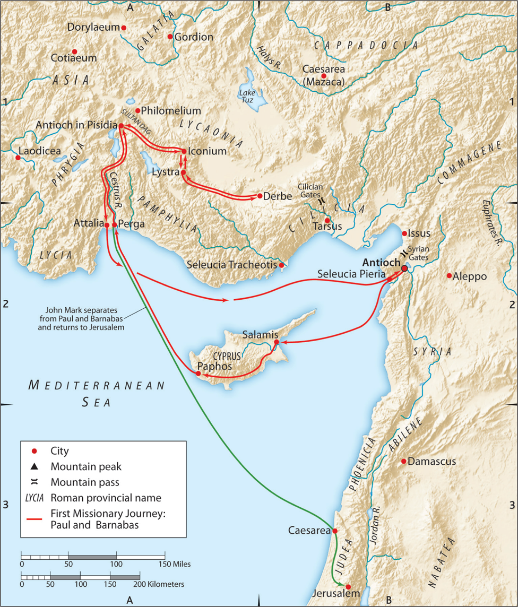 A
B
Dorylaeum
GALATIA
Gordion
Halys R.
CAPPADOCIA
Cotiaeum
Caesarea
(Mazaca)
ASIA
Lake
Tuz
1
1
Philomelium
SULTAN DAG
Antioch in Pisidia
LYCAONIA
Laodicea
PHRYGIA
Iconium
COMMAGENE
Lystra
Cestrus R.
Derbe
Cilician
Gates
PAMPHYLIA
CILICIA
Euphrates R.
Attalia
Perga
Tarsus
Issus
LYCIA
Syrian
Gates
Antioch
Seleucia Tracheotis
Seleucia Pieria
Aleppo
2
2
John Mark separates
from Paul and Barnabas
and returns to Jerusalem
Salamis
CYPRUS
Paphos
SYRIA
MEDITERRANEAN
SEA
PHOENICIA
ABILENE
City
Mountain peak
Mountain pass
LYCIA Roman provincial name
First Missionary Journey:
Paul and Barnabas
Damascus
3
3
Caesarea
Jordan R.
JUDEA
NABATEA
0 50 100 150 Miles
0 50 100 150 200 Kilometers
Jerusalem
A
B